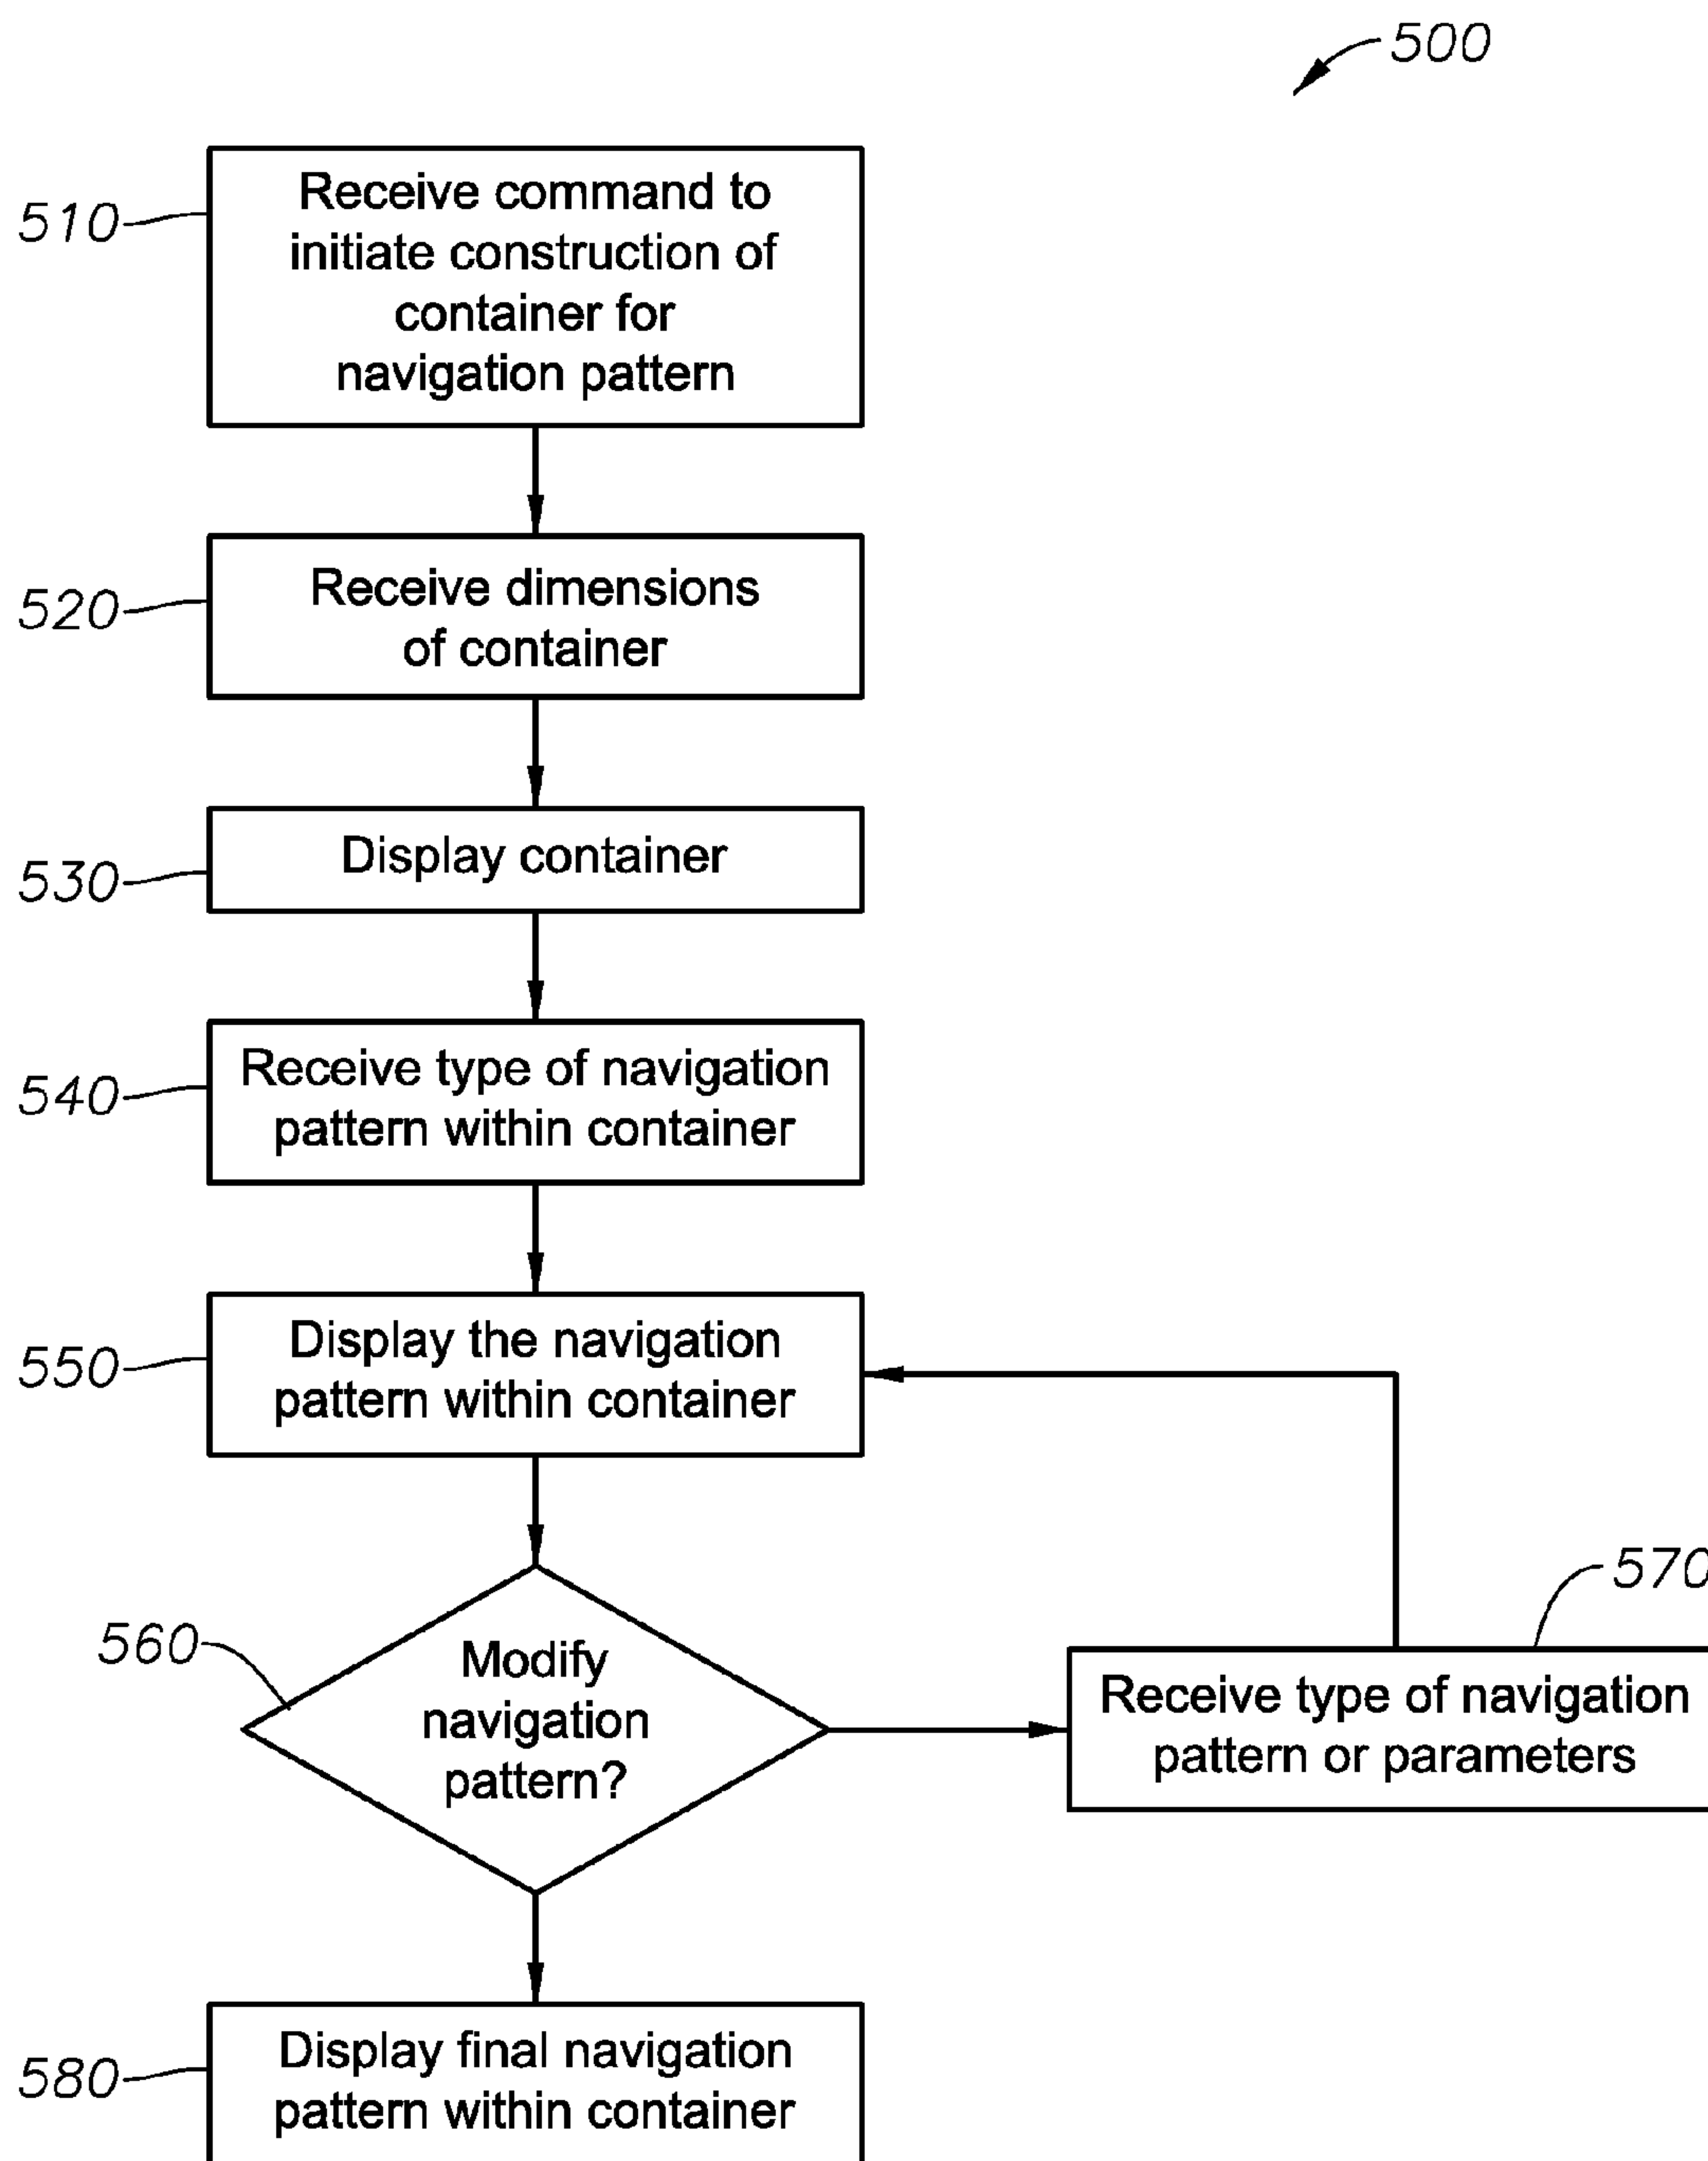 500
510
Receive command to
initiate construction of
container for
navigation pattern
520
Receive dimensions
of container
530
Display container
540
Receive type of navigation
pattern within container
550
Display the navigation
pattern within container
560
Modify
navigation
pattern?
570
Receive type of navigation
pattern or parameters
580
Display final navigation
pattern within container